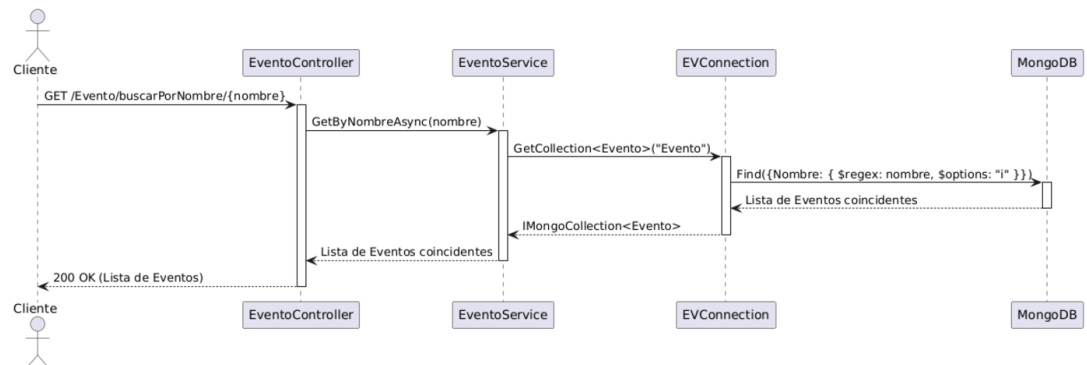 Cliente
EventoController
EventoService
EVConnection
MongoDB
GET /Evento/buscarPorNombre/{nombre}
GetByNombreAsync(nombre)
GetCollection<Evento>("Evento")
Find({Nombre: { $regex: nombre, $options: "i" }})
Lista de Eventos coincidentes
IMongoCollection<Evento>
Lista de Eventos coincidentes
200 OK (Lista de Eventos)
Cliente
EventoController
EventoService
EVConnection
MongoDB